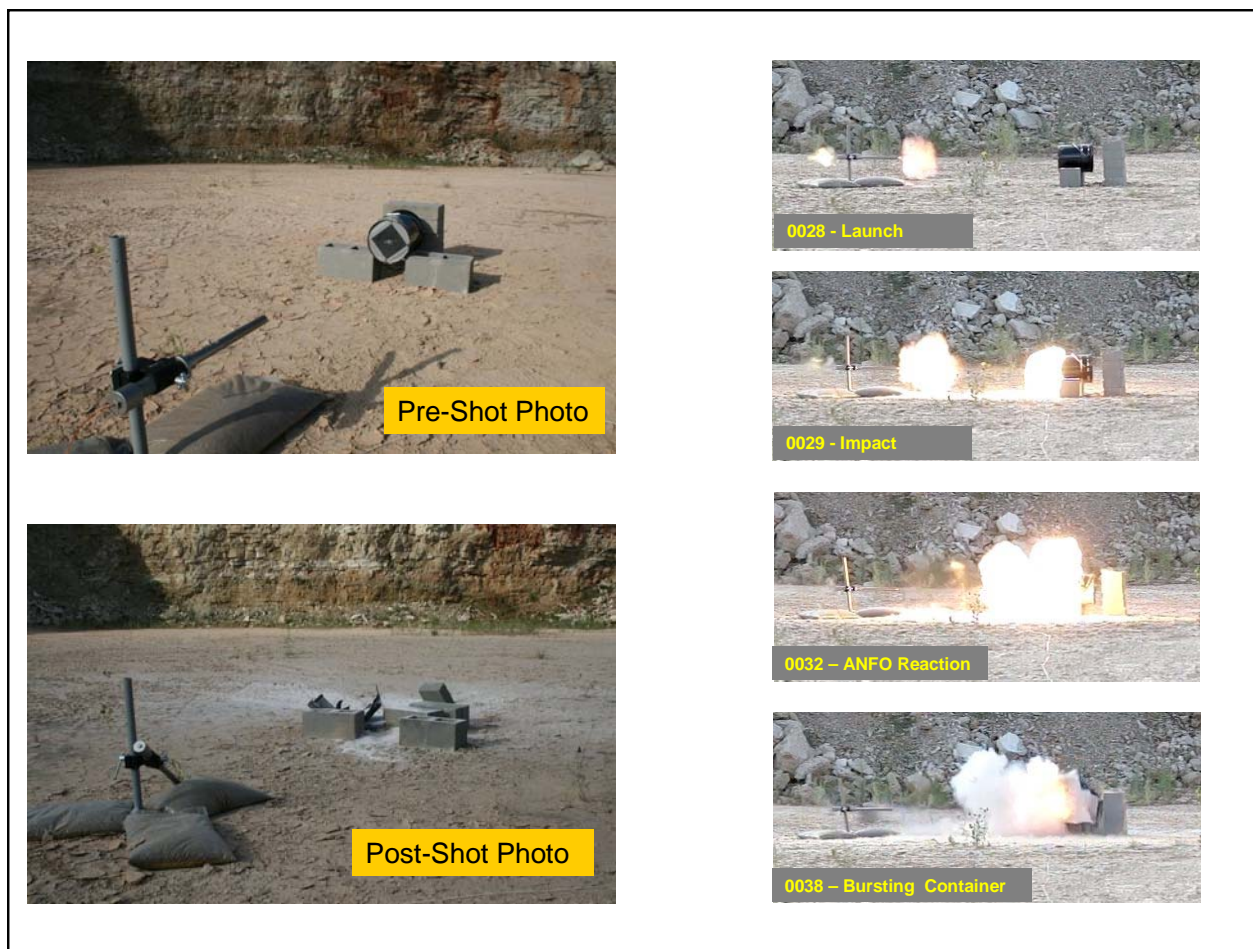 Pre-Shot Photo
Post-Shot Photo
0028 - Launch
0029 - Impact
0032 – ANFO Reaction
0038 – Bursting  Container